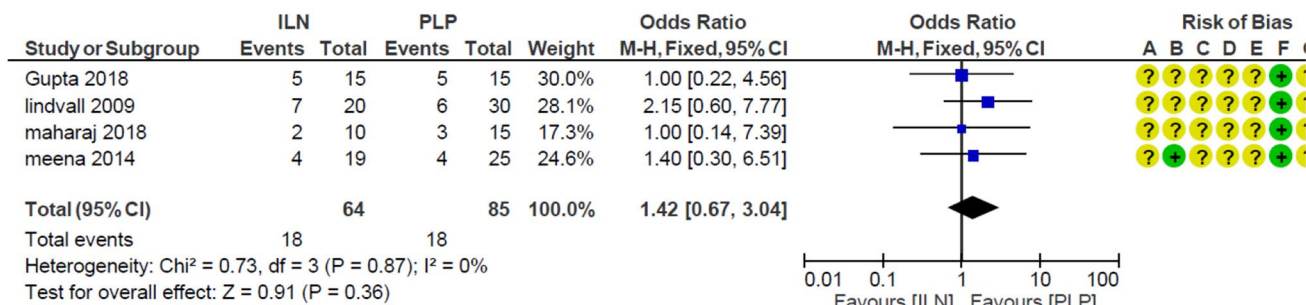 ILN PLP Odds Ratio Odds Ratio Risk of Bias
Study or Subgroup Events Total Events Total Weight M-H, Fixed, 95% CI M-H, Fixed, 95% CI A B C D E F
Gupta 2018 5 15 5 15 30.0% 1.00 [0.22, 4.56] ? ? ? ? ? + ?
lindvall 2009 7 20 6 30 28.1% 2.15 [0.60, 7.77] ? ? ? ? ? + ?
maharaj 2018 2 10 3 15 17.3% 1.00 [0.14, 7.39] ? ? ? ? ? + ?
meena 2014 4 19 4 25 24.6% 1.40 [0.30, 6.51] ? + ? ? ? + ?
Total (95% CI) 64 85 100.0% 1.42 [0.67, 3.04]
Total events 18 18
Heterogeneity: Chi² = 0.73, df = 3 (P = 0.87); I² = 0%
Test for overall effect: Z = 0.91 (P = 0.36)
0.01 0.1 1 10 100
Favours [ILN] Favours [PLP]